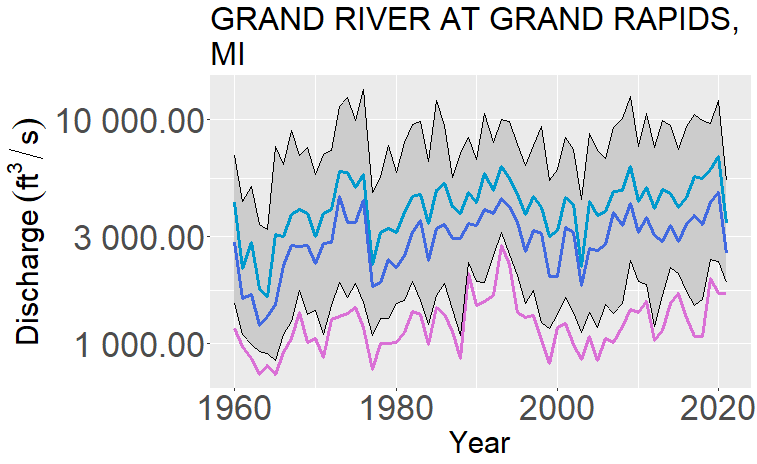 GRAND RIVER AT GRAND RAPIDS,
MI
Discharge (ft³/s)
10 000.00
3 000.00
1 000.00
1960 1980 2000 2020
Year